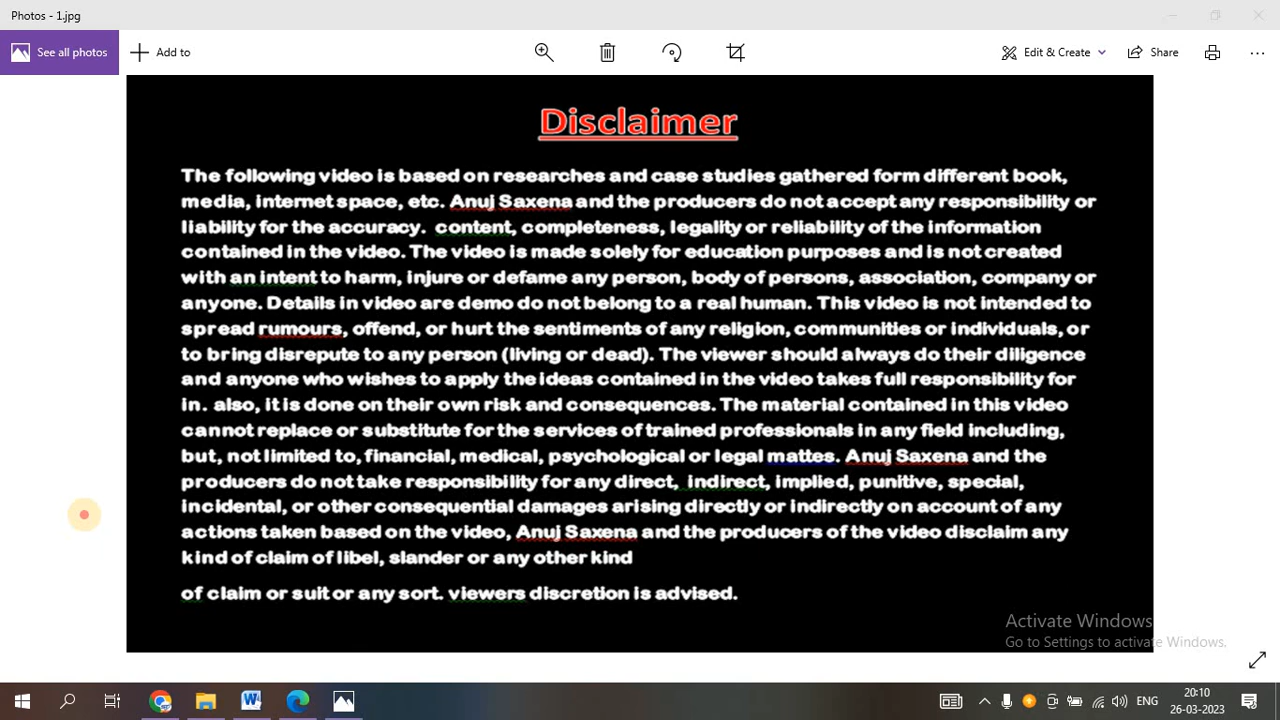 Photos - 1.jpg
See all photos
Add to
Edit & Create
Share
Disclaimer
The following video is based on researches and case studies gathered form different book,
media, internet space, etc. Anuj Saxena and the producers do not accept any responsibility or
liability for the accuracy. content, completeness, legality or reliability of the information
contained in the video. The video is made solely for education purposes and is not created
with an intent to harm, injure or defame any person, body of persons, association, company or
anyone. Details in video are demo do not belong to a real human. This video is not intended to
spread rumours, offend, or hurt the sentiments of any religion, communities or individuals, or
to bring disrepute to any person (living or dead). The viewer should always do their diligence
and anyone who wishes to apply the ideas contained in the video takes full responsibility for
in. also, it is done on their own risk and consequences. The material contained in this video
cannot replace or substitute for the services of trained professionals in any field including,
but, not limited to, financial, medical, psychological or legal mattes. Anuj Saxena and the
producers do not take responsibility for any direct, indirect, implied, punitive, special,
incidental, or other consequential damages arising directly or indirectly on account of any
actions taken based on the video, Anuj Saxena and the producers of the video disclaim any
kind of claim of libel, slander or any other kind
of claim or suit or any sort. viewers discretion is advised.
Activate Windows
Go to Settings to activate Windows.
ENG
20:10
26-03-2023